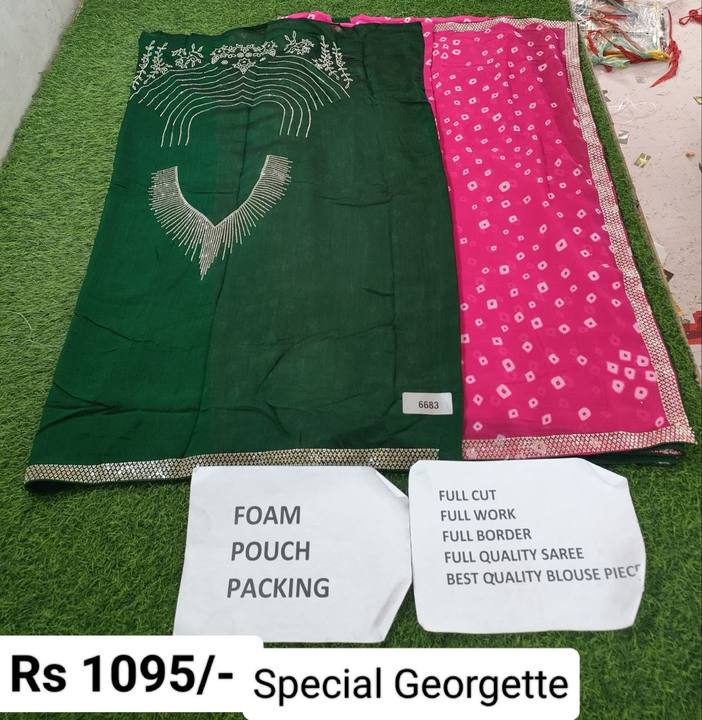 6683
FOAM
POUCH
PACKING
FULL CUT
FULL WORK
FULL BORDER
FULL QUALITY SAREE
BEST QUALITY BLOUSE PIEC
Rs 1095/-
Special Georgette